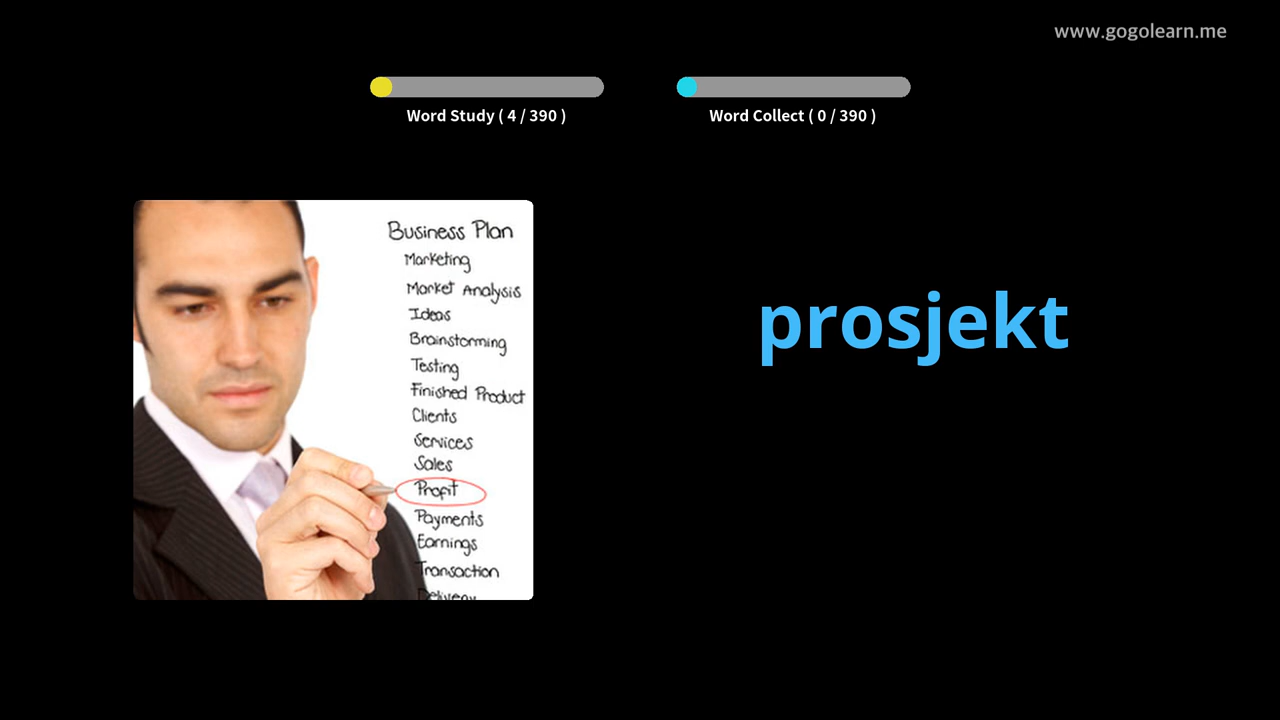 www.gogolearn.me
Word Study ( 4 / 390 )
Word Collect ( 0 / 390 )
Business Plan
Marketing
Market Analysis
Ideas
Brainstorming
Testing
Finished Product
Clients
Services
Sales
Profit
Payments
Earnings
Transaction
Delivery
prosjekt